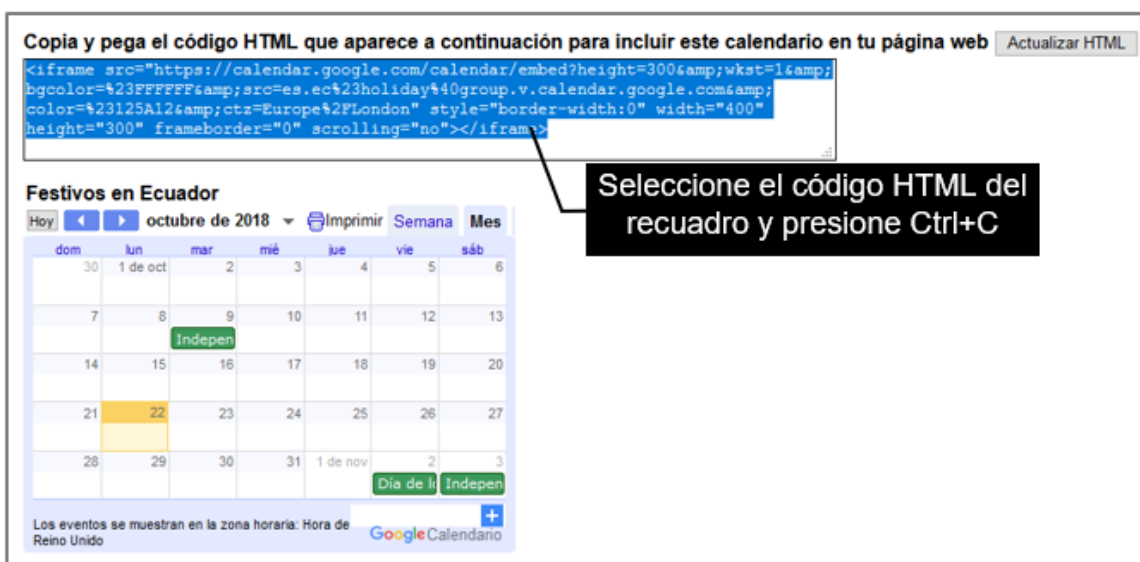 Copia y pega el código HTML que aparece a continuación para incluir este calendario en tu página web Actualizar HTML
<iframe src="https://calendar.google.com/calendar/embed?height=300&amp;wkst=1&amp;
bgcolor=%23FFFFFF&amp;src=es.ec%23holiday%40group.v.calendar.google.com&amp;
color=%23125A12&amp;ctz=Europe%2FLondon" style="border-width:0" width="400"
height="300" frameborder="0" scrolling="no"></iframe>
Seleccione el código HTML del
recuadro y presione Ctrl+C
Festivos en Ecuador
Hoy octubre de 2018 Imprimir Semana Mes
dom lun mar mié jue vie sáb
30 1 de oct 2 3 4 5 6
7 8 9 10 11 12 13
Indepen
14 15 16 17 18 19 20
21 22 23 24 25 26 27
28 29 30 31 1 de nov 2 3
Día de lo Indepen
Los eventos se muestran en la zona horaria: Hora de
Reino Unido
Google Calendario